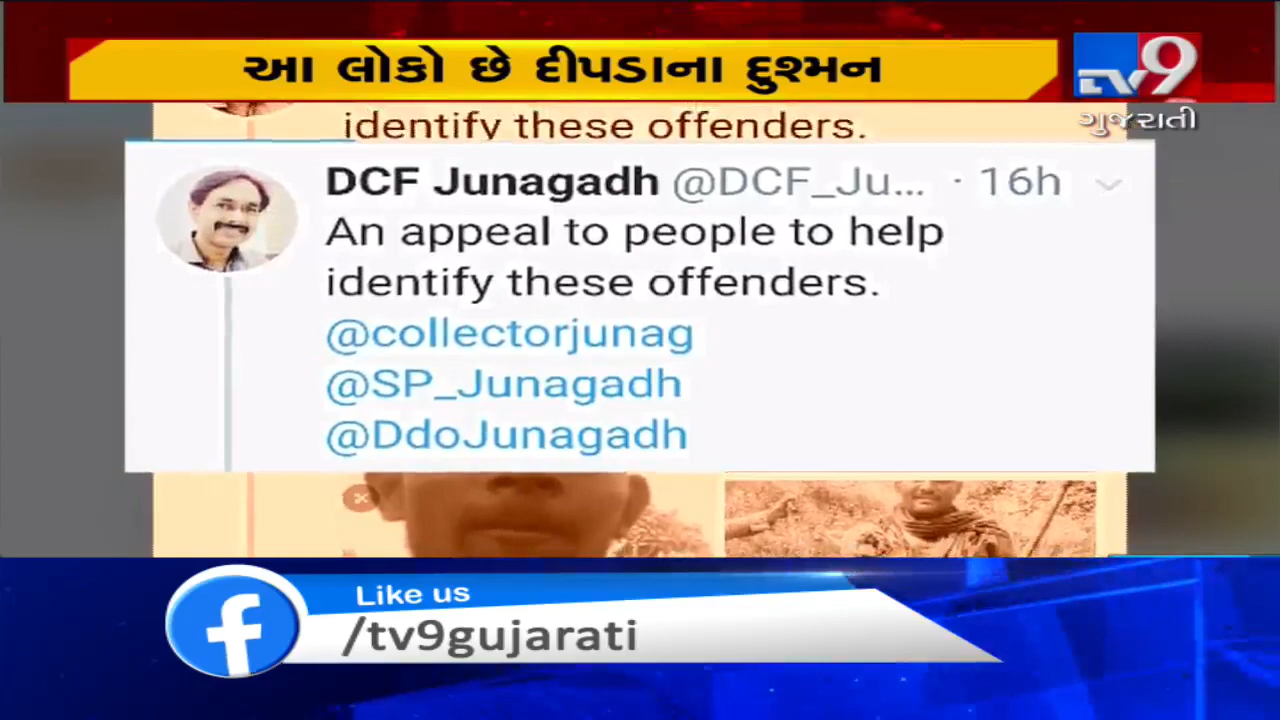 આ લોકો છે દીપડાના દુશ્મન
TV9
ગુજરાતી
identify these offenders.
DCF Junagadh @DCF_Ju... · 16h
An appeal to people to help
identify these offenders.
@collectorjunag
@SP_Junagadh
@DdoJunagadh
Like us
/tv9gujarati